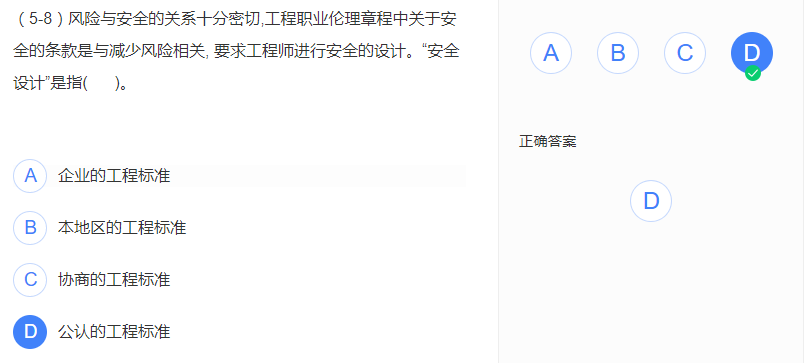 （5-8）风险与安全的关系十分密切,工程职业伦理章程中关于安
全的条款是与减少风险相关, 要求工程师进行安全的设计。“安全
设计”是指( )。
A 企业的工程标准
B 本地区的工程标准
C 协商的工程标准
D 公认的工程标准
A B C D
正确答案
D